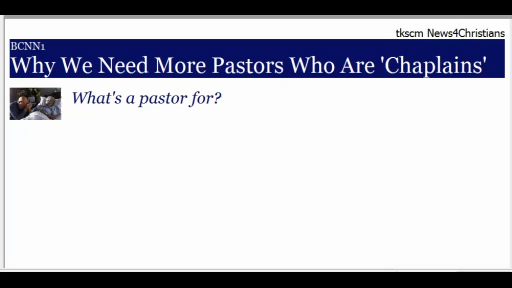 tkscm News4Christians
BCNN1
Why We Need More Pastors Who Are 'Chaplains'
What's a pastor for?